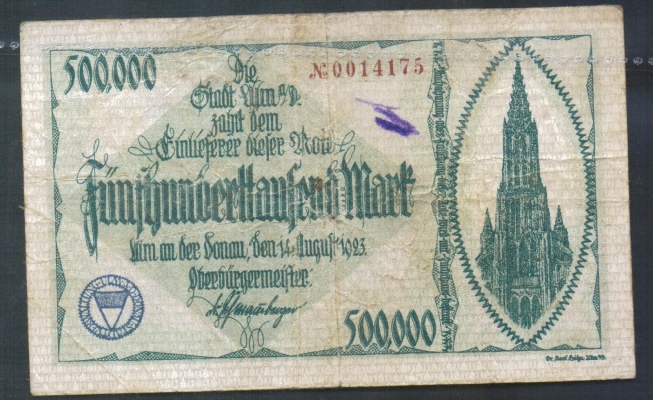 500,000
Die
№ 0014175
Stadt Ulm a/D.
zahlt dem
Einlieferer dieser Note
Fünfhunderttausend Mark
Ulm an der Donau, den 14. August 1923.
Oberbürgermeister:
500,000